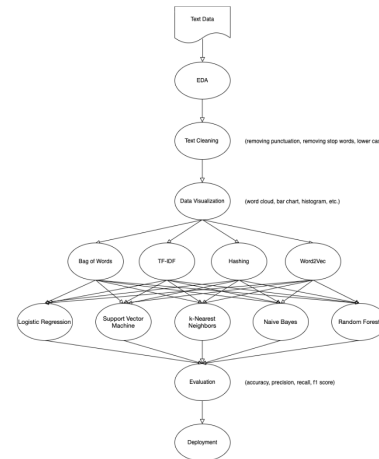 Text Data
EDA
Text Cleaning
(removing punctuation, removing stop words, lower cas
Data Visualization
(word cloud, bar chart, histogram, etc.)
Bag of Words
TF-IDF
Hashing
Word2Vec
Logistic Regression
Support Vector
Machine
k-Nearest
Neighbors
Naive Bayes
Random Forest
Evaluation
(accuracy, precision, recall, f1 score)
Deployment